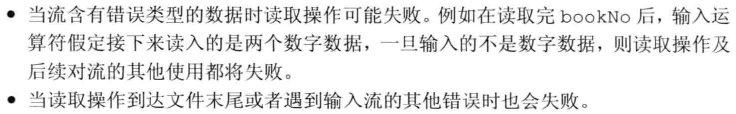 • 当流含有错误类型的数据时读取操作可能失败。例如在读取完 bookNo 后，输入运
算符假定接下来读入的是两个数字数据，一旦输入的不是数字数据，则读取操作及
后续对流的其他使用都将失败。
• 当读取操作到达文件末尾或者遇到输入流的其他错误时也会失败。